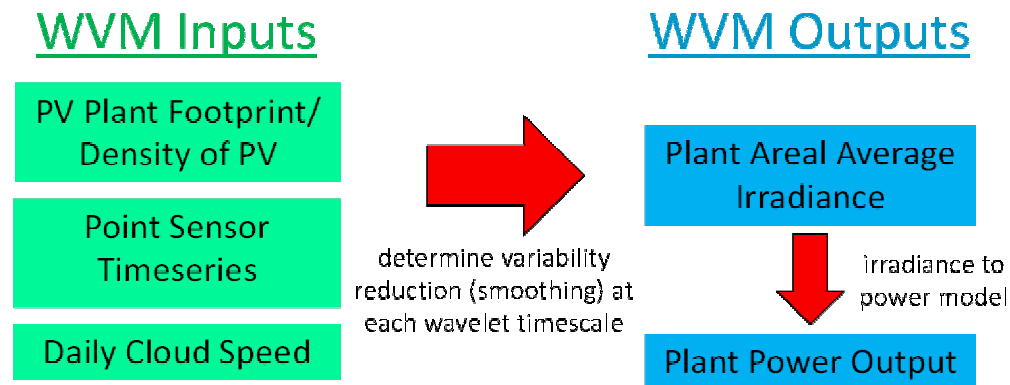 WVM Inputs
PV Plant Footprint/
Density of PV
Point Sensor
Timeseries
Daily Cloud Speed
determine variability
reduction (smoothing) at
each wavelet timescale
WVM Outputs
Plant Areal Average
Irradiance
irradiance to
power model
Plant Power Output